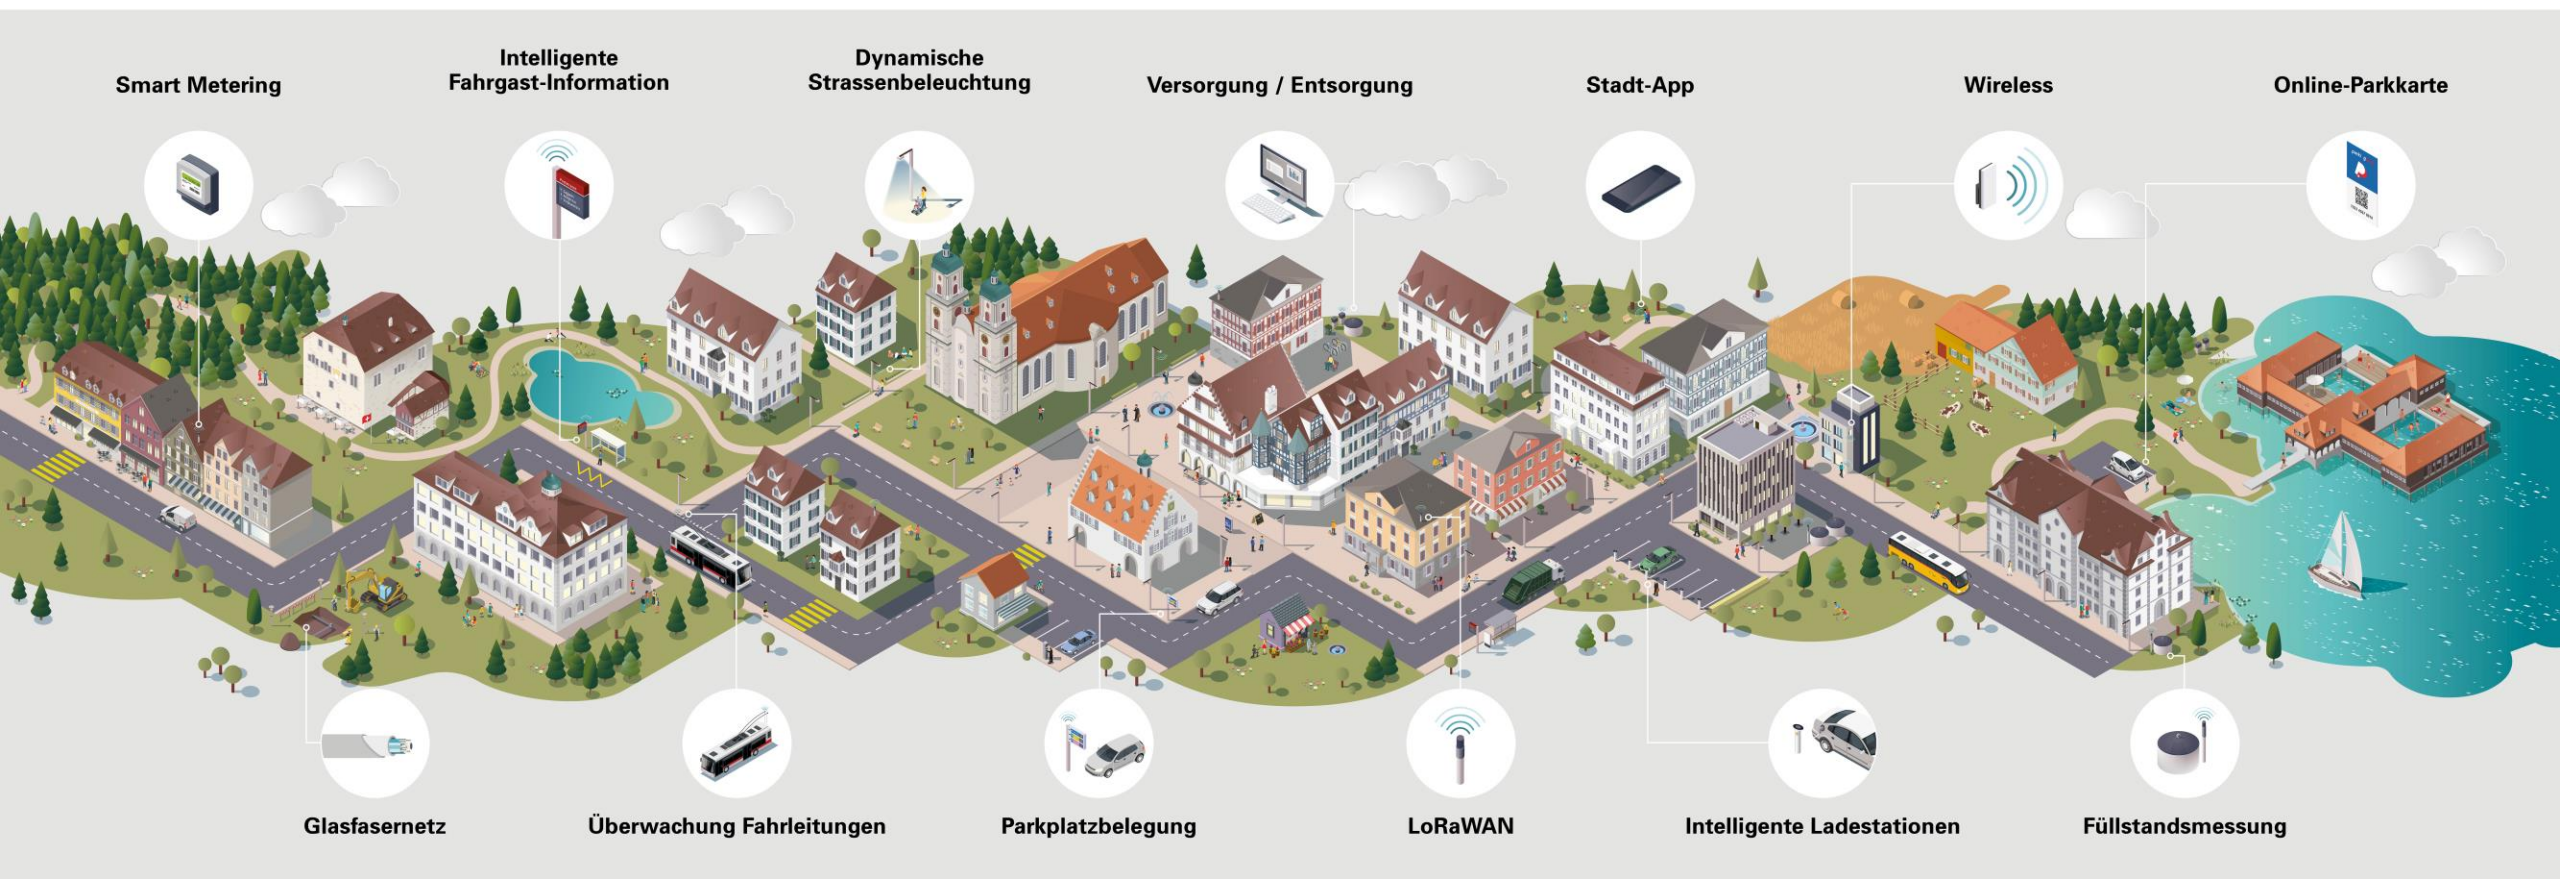 Smart Metering
Intelligente
Fahrgast-Information
Dynamische
Strassenbeleuchtung
Versorgung / Entsorgung
Stadt-App
Wireless
Online-Parkkarte
Glasfasernetz
Überwachung Fahrleitungen
Parkplatzbelegung
LoRaWAN
Intelligente Ladestationen
Füllstandsmessung